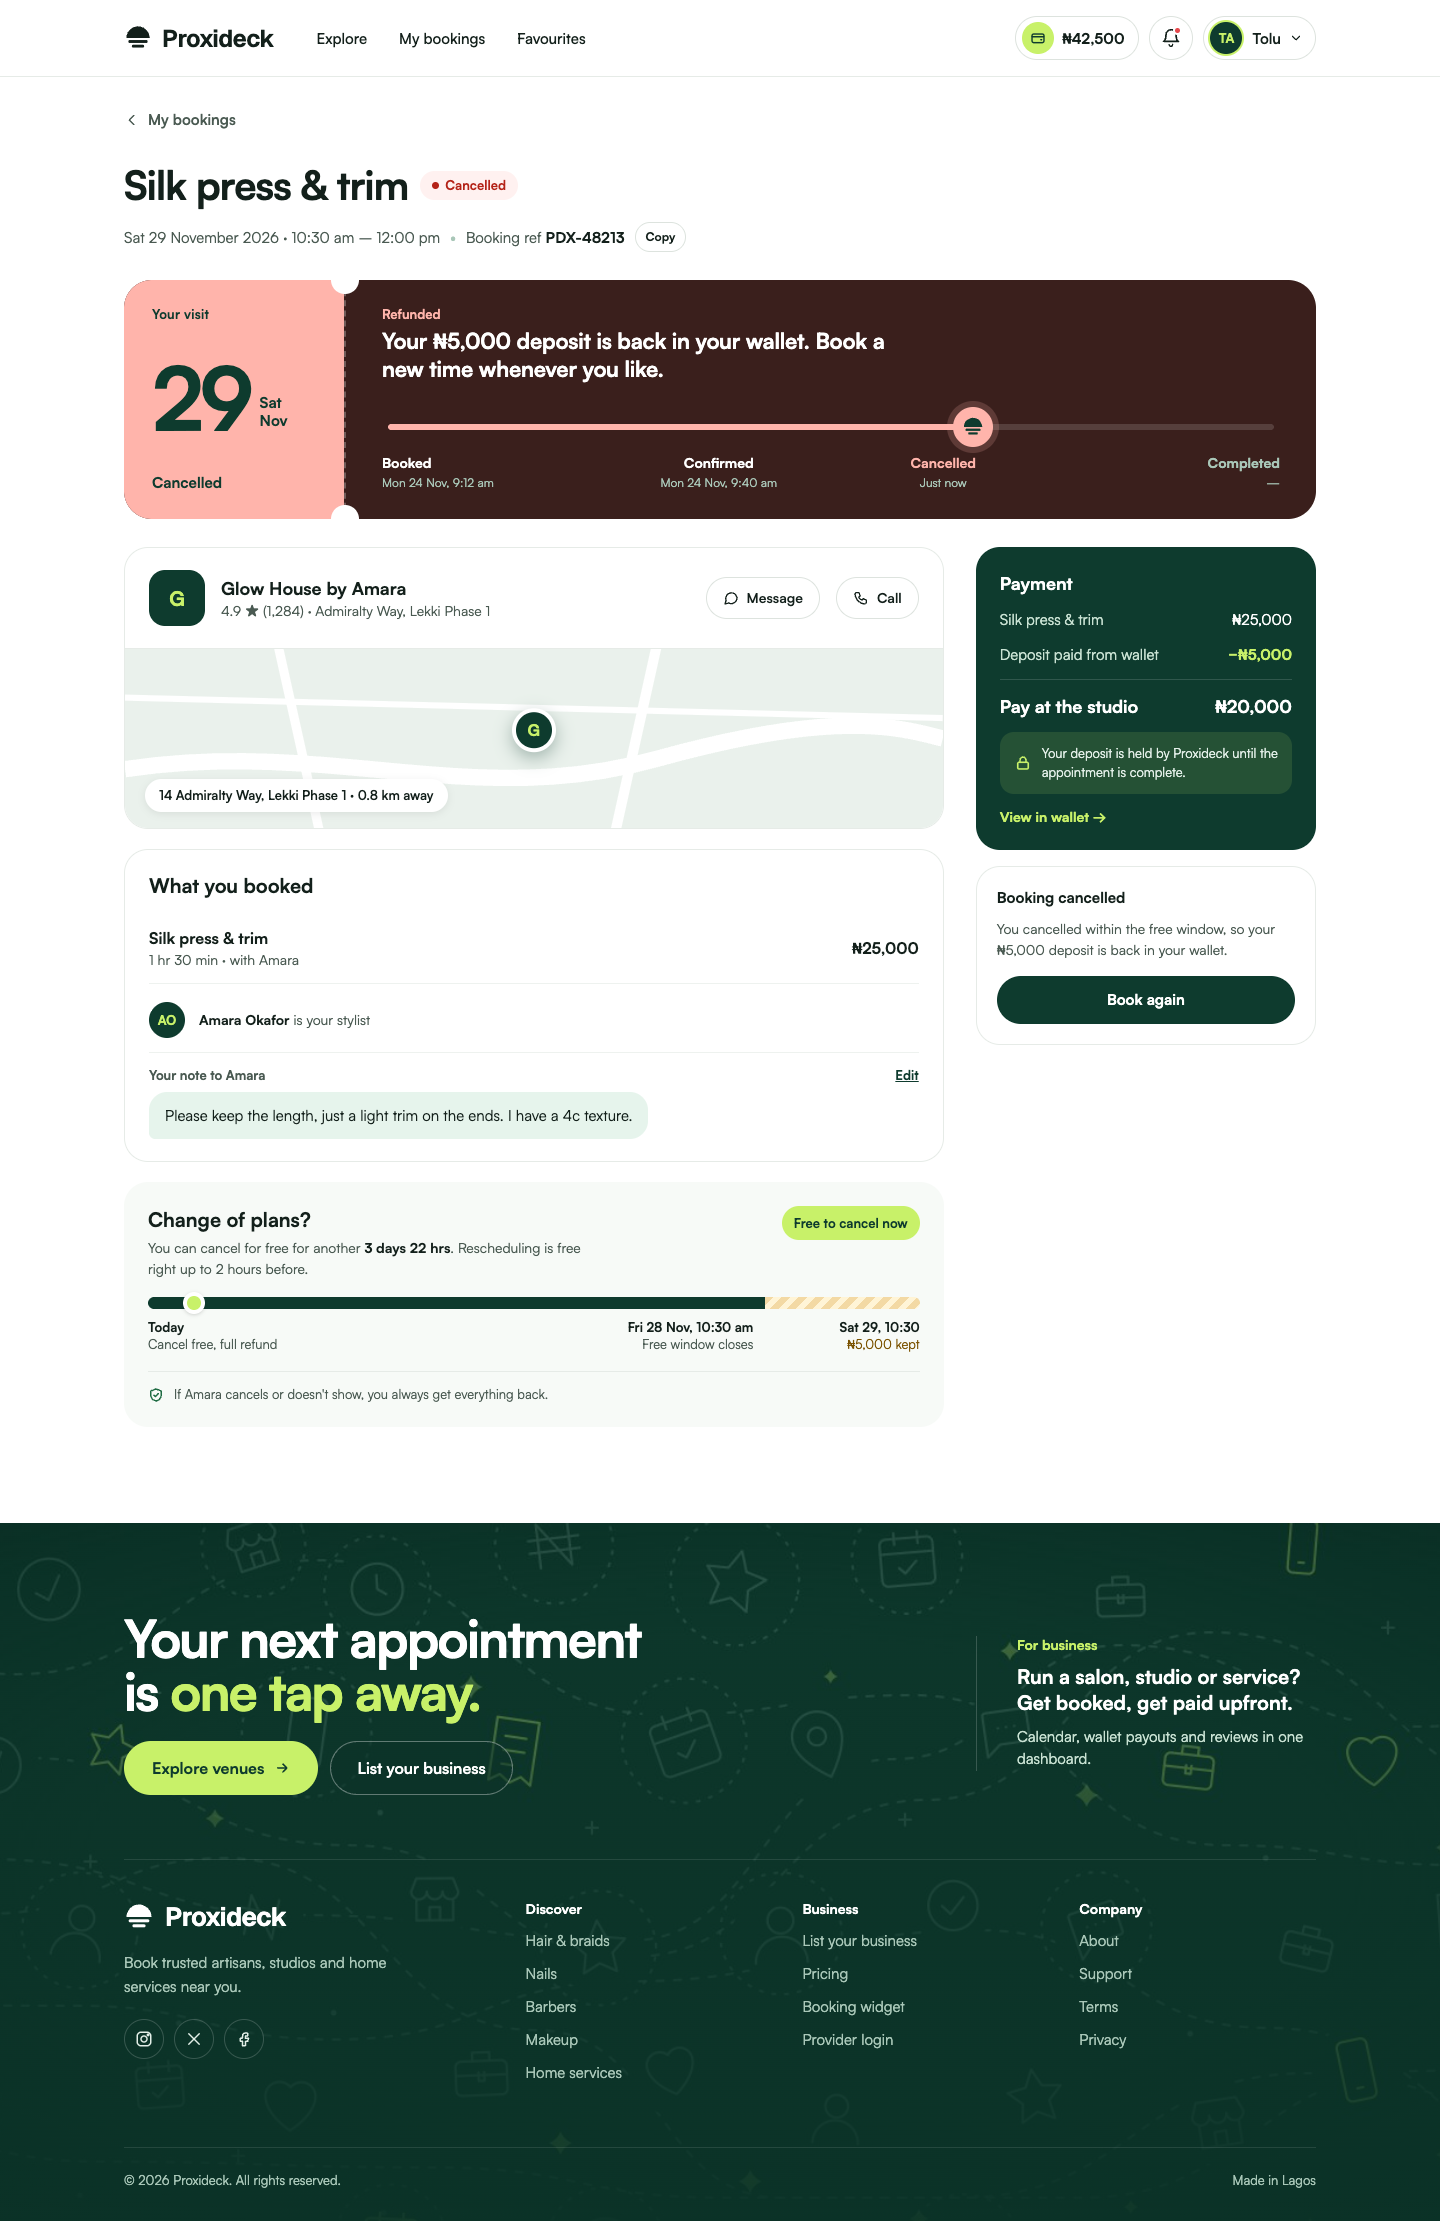 Proxideck
Explore
My bookings
Favourites
₦42,500
TA
Tolu
My bookings
Silk press & trim
Cancelled
Sat 29 November 2026 · 10:30 am — 12:00 pm • Booking ref PDX-48213
Copy
Your visit
29
Sat
Nov
Cancelled
Refunded
Your ₦5,000 deposit is back in your wallet. Book a
new time whenever you like.
Booked
Mon 24 Nov, 9:12 am
Confirmed
Mon 24 Nov, 9:40 am
Cancelled
Just now
Completed
—
G
Glow House by Amara
4.9 ★ (1,284) · Admiralty Way, Lekki Phase 1
Message
Call
G
14 Admiralty Way, Lekki Phase 1 · 0.8 km away
Payment
Silk press & trim
₦25,000
Deposit paid from wallet
−₦5,000
Pay at the studio
₦20,000
Your deposit is held by Proxideck until the
appointment is complete.
View in wallet →
Booking cancelled
You cancelled within the free window, so your
₦5,000 deposit is back in your wallet.
Book again
What you booked
Silk press & trim
1 hr 30 min · with Amara
₦25,000
AO
Amara Okafor is your stylist
Your note to Amara
Edit
Please keep the length, just a light trim on the ends. I have a 4c texture.
Change of plans?
Free to cancel now
You can cancel for free for another 3 days 22 hrs. Rescheduling is free
right up to 2 hours before.
Today
Cancel free, full refund
Fri 28 Nov, 10:30 am
Free window closes
Sat 29, 10:30
₦5,000 kept
If Amara cancels or doesn't show, you always get everything back.
Your next appointment
is one tap away.
Explore venues →
List your business
For business
Run a salon, studio or service?
Get booked, get paid upfront.
Calendar, wallet payouts and reviews in one
dashboard.
Proxideck
Book trusted artisans, studios and home
services near you.
Discover
Hair & braids
Nails
Barbers
Makeup
Home services
Business
List your business
Pricing
Booking widget
Provider login
Company
About
Support
Terms
Privacy
© 2026 Proxideck. All rights reserved.
Made in Lagos